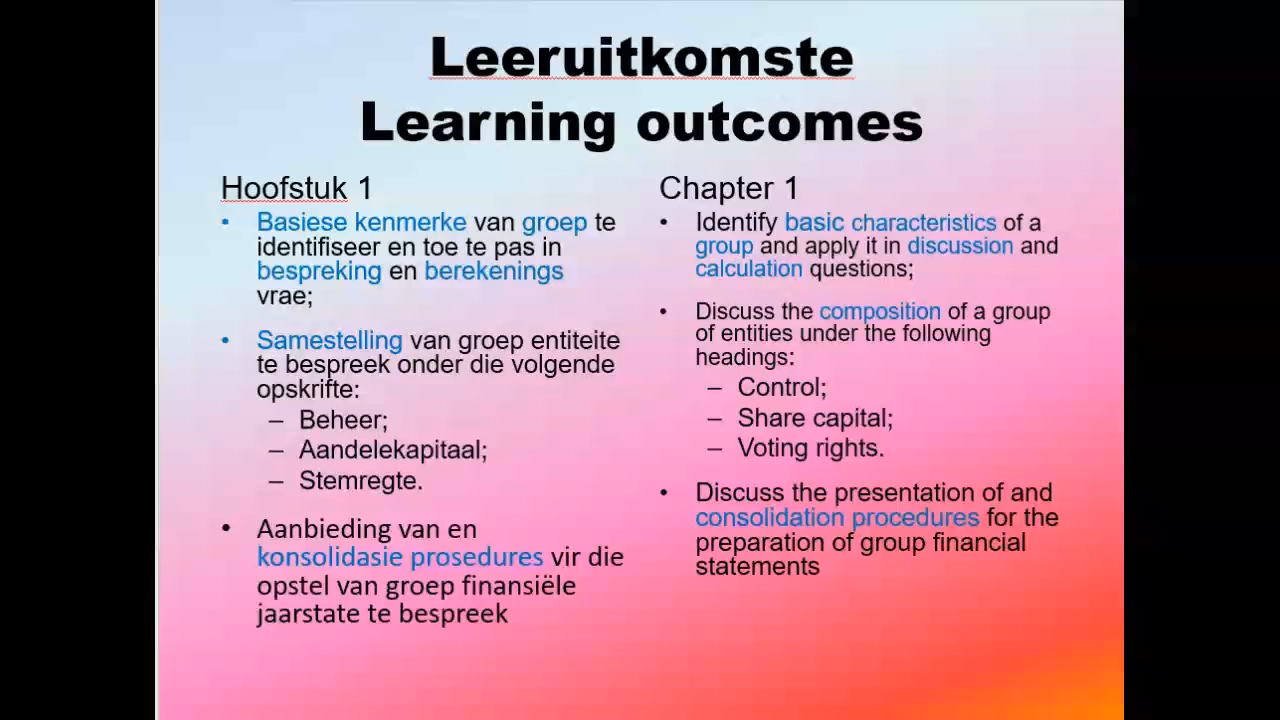 Leeruitkomste
Learning outcomes
Hoofstuk 1
• Basiese kenmerke van groep te
identifiseer en toe te pas in
bespreking en berekenings
vrae;
• Samestelling van groep entiteite
te bespreek onder die volgende
opskrifte:
– Beheer;
– Aandelekapitaal;
– Stemregte.
• Aanbieding van en
konsolidasie prosedures vir die
opstel van groep finansiële
jaarstate te bespreek
Chapter 1
• Identify basic characteristics of a
group and apply it in discussion and
calculation questions;
• Discuss the composition of a group
of entities under the following
headings:
– Control;
– Share capital;
– Voting rights.
• Discuss the presentation of and
consolidation procedures for the
preparation of group financial
statements